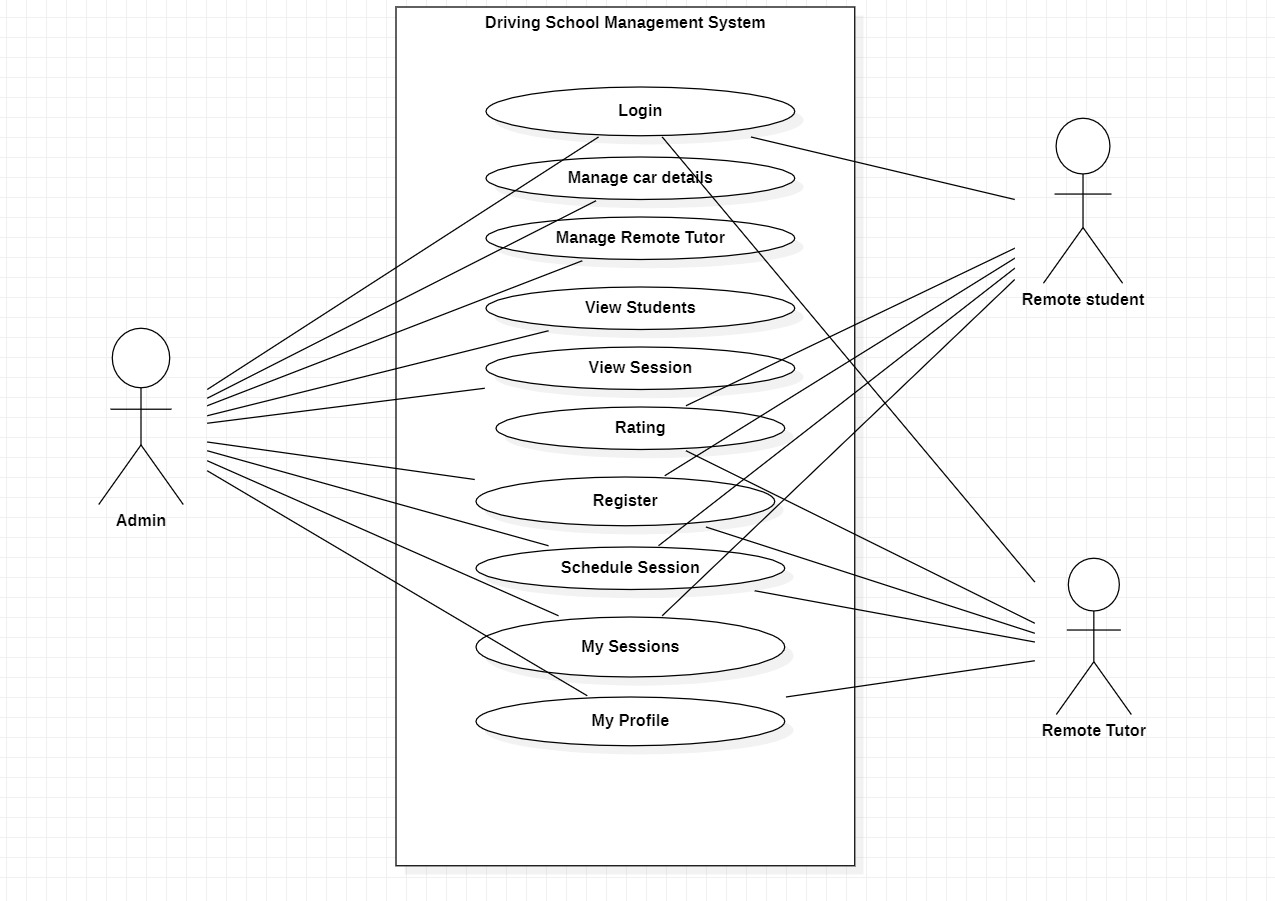 Driving School Management System
Login
Manage car details
Manage Remote Tutor
View Students
View Session
Rating
Register
Schedule Session
My Sessions
My Profile
Admin
Remote student
Remote Tutor